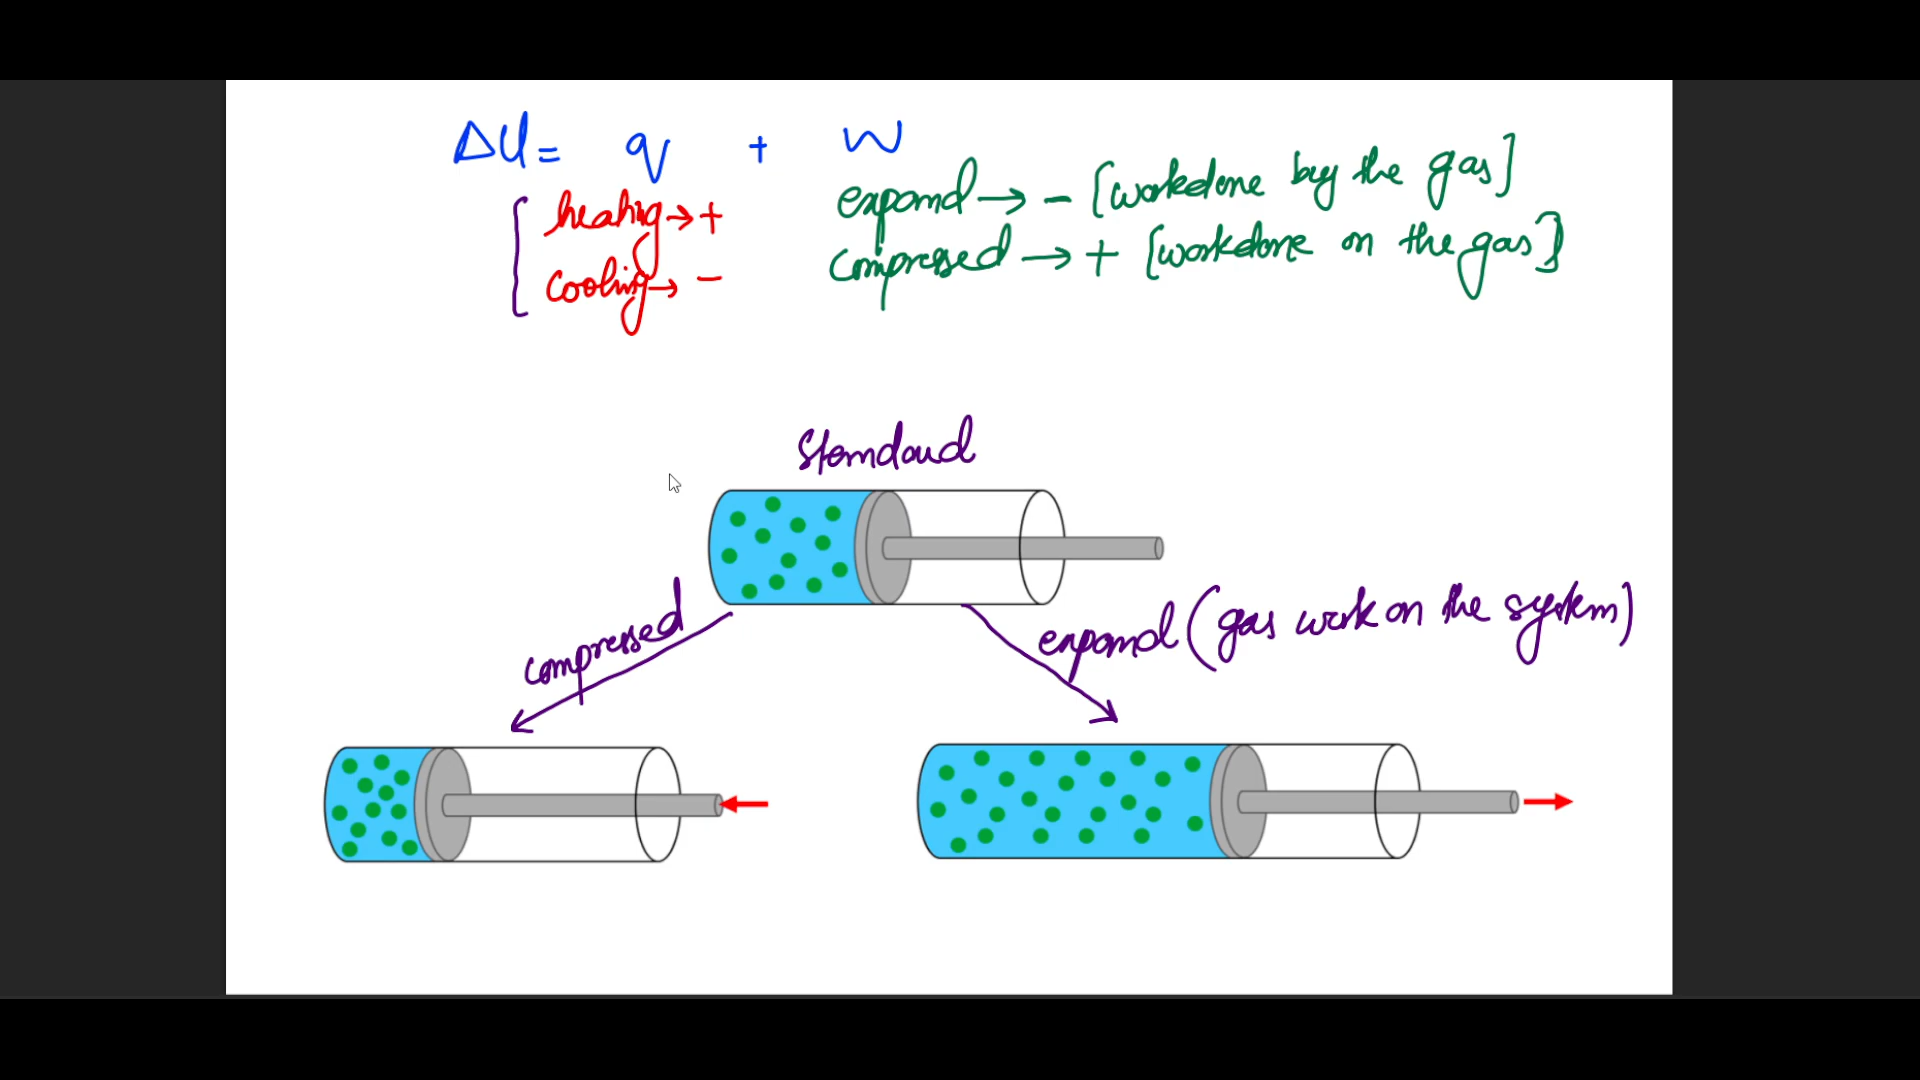 ΔU = q + w
heating → +
expand → - [workdone by the gas]
cooling → -
compressed → + [workdone on the gas]
standard
compressed
expand (gas work on the system)